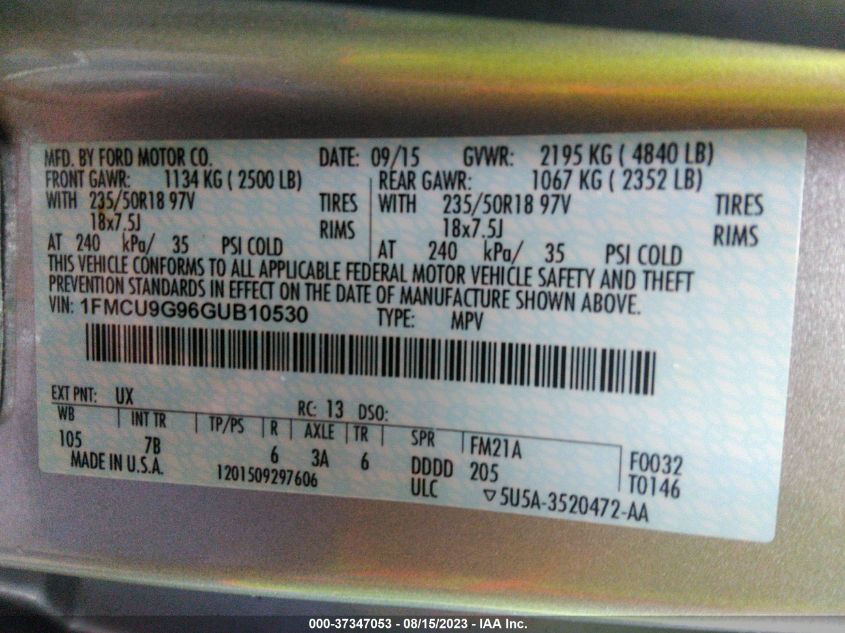 MFD. BY FORD MOTOR CO. DATE: 09/15 GVWR: 2195 KG ( 4840 LB)
FRONT GAWR: 1134 KG ( 2500 LB) REAR GAWR: 1067 KG ( 2352 LB)
WITH 235/50R18 97V TIRES WITH 235/50R18 97V TIRES
18x7.5J RIMS 18x7.5J RIMS
AT 240 kPa/ 35 PSI COLD AT 240 kPa/ 35 PSI COLD
THIS VEHICLE CONFORMS TO ALL APPLICABLE FEDERAL MOTOR VEHICLE SAFETY AND THEFT
PREVENTION STANDARDS IN EFFECT ON THE DATE OF MANUFACTURE SHOWN ABOVE.
VIN: 1FMCU9G96GUB10530 TYPE: MPV
EXT PNT: UX RC: 13 DSO:
WB INT TR TP/PS R AXLE TR SPR FM21A
105 7B 6 3A 6 DDDD 205 F0032
MADE IN U.S.A. 1201509297606 ULC T0146
▽5U5A-3520472-AA
000-37347053 - 08/15/2023 - IAA Inc.